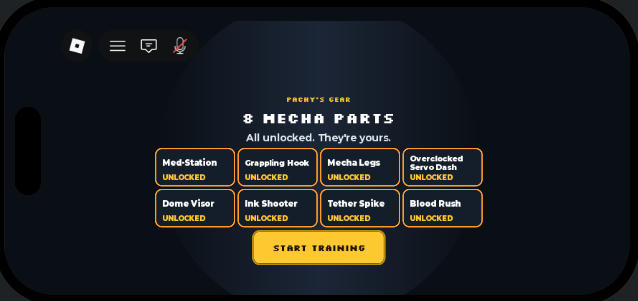 PACHY'S GEAR
8 MECHA PARTS
All unlocked. They're yours.
Med-Station
UNLOCKED
Grappling Hook
UNLOCKED
Mecha Legs
UNLOCKED
Overclocked
Servo Dash
UNLOCKED
Dome Visor
UNLOCKED
Ink Shooter
UNLOCKED
Tether Spike
UNLOCKED
Blood Rush
UNLOCKED
START TRAINING